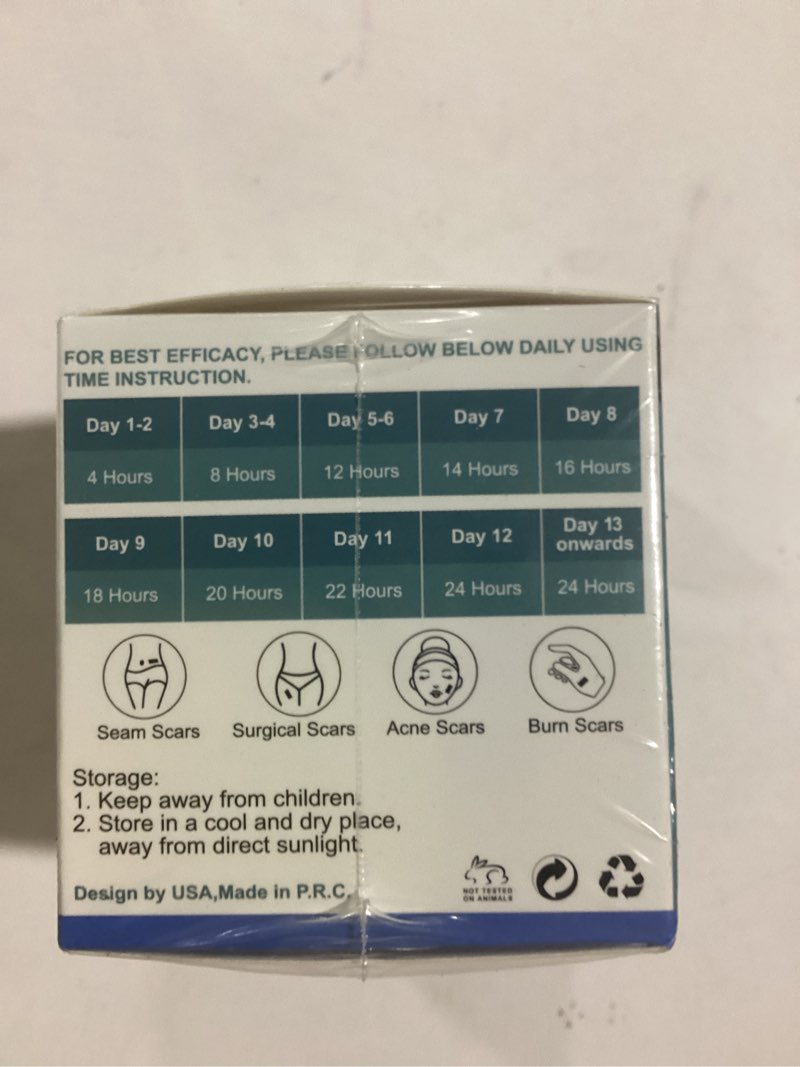 FOR BEST EFFICACY, PLEASE FOLLOW BELOW DAILY USING
TIME INSTRUCTION.
Day 1-2 Day 3-4 Day 5-6 Day 7 Day 8
4 Hours 8 Hours 12 Hours 14 Hours 16 Hours
Day 9 Day 10 Day 11 Day 12 Day 13 onwards
18 Hours 20 Hours 22 Hours 24 Hours 24 Hours
Seam Scars Surgical Scars Acne Scars Burn Scars
Storage:
1. Keep away from children.
2. Store in a cool and dry place,
away from direct sunlight.
Design by USA,Made in P.R.C.
NOT TESTED
ON ANIMALS